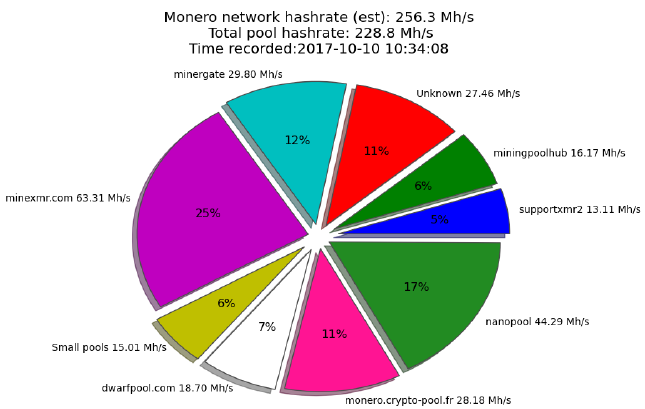 Monero network hashrate (est): 256.3 Mh/s
Total pool hashrate: 228.8 Mh/s
Time recorded:2017-10-10 10:34:08
minergate 29.80 Mh/s
Unknown 27.46 Mh/s
12%
11%
miningpoolhub 16.17 Mh/s
6%
minexmr.com 63.31 Mh/s
25%
supportxmr2 13.11 Mh/s
5%
17%
6%
nanopool 44.29 Mh/s
7%
11%
Small pools 15.01 Mh/s
dwarfpool.com 18.70 Mh/s
monero.crypto-pool.fr 28.18 Mh/s